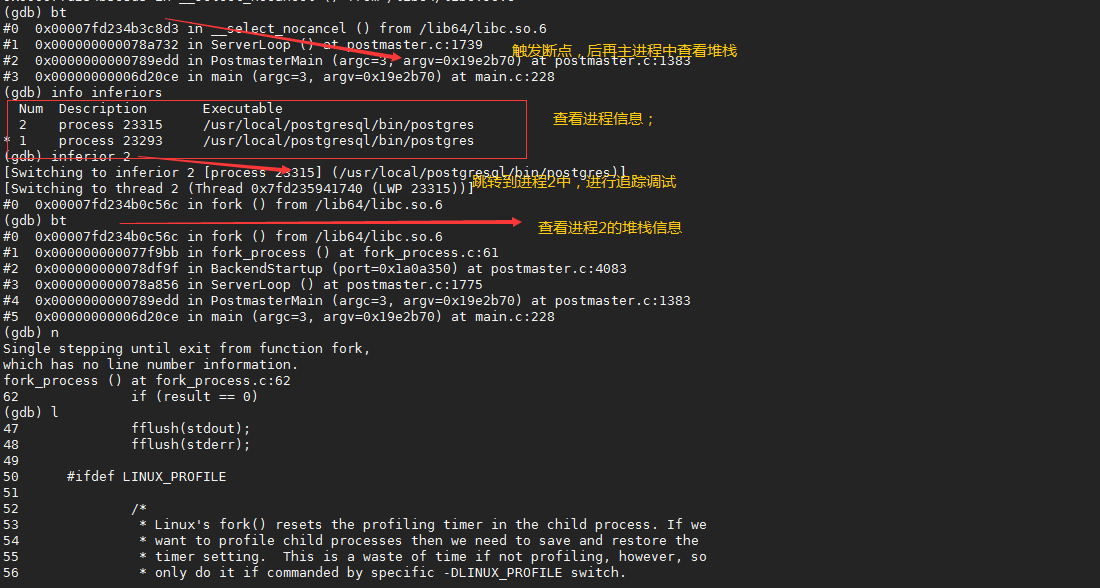 (gdb) bt
#0  0x00007fd234b3c8d3 in __select_nocancel () from /lib64/libc.so.6
#1  0x000000000078a732 in ServerLoop () at postmaster.c:1739
触发断点，后再主进程中查看堆栈
#2  0x0000000000789edd in PostmasterMain (argc=3, argv=0x19e2b70) at postmaster.c:1383
#3  0x00000000006d20ce in main (argc=3, argv=0x19e2b70) at main.c:228
(gdb) info inferiors
  Num  Description       Executable
  2    process 23315     /usr/local/postgresql/bin/postgres
查看进程信息；
* 1    process 23293     /usr/local/postgresql/bin/postgres
(gdb) inferior 2
[Switching to inferior 2 [process 23315] (/usr/local/postgresql/bin/postgres)]
跳转到进程2中，进行追踪调试
[Switching to thread 2 (Thread 0x7fd235941740 (LWP 23315))]
#0  0x00007fd234b0c56c in fork () from /lib64/libc.so.6
(gdb) bt
查看进程2的堆栈信息
#0  0x00007fd234b0c56c in fork () from /lib64/libc.so.6
#1  0x000000000077f9bb in fork_process () at fork_process.c:61
#2  0x000000000078df9f in BackendStartup (port=0x1a0a350) at postmaster.c:4083
#3  0x000000000078a856 in ServerLoop () at postmaster.c:1775
#4  0x0000000000789edd in PostmasterMain (argc=3, argv=0x19e2b70) at postmaster.c:1383
#5  0x00000000006d20ce in main (argc=3, argv=0x19e2b70) at main.c:228
(gdb) n
Single stepping until exit from function fork,
which has no line number information.
fork_process () at fork_process.c:62
62              if (result == 0)
(gdb) l
47              fflush(stdout);
48              fflush(stderr);
49
50      #ifdef LINUX_PROFILE
51
52              /*
53               * Linux's fork() resets the profiling timer in the child process. If we
54               * want to profile child processes then we need to save and restore the
55               * timer setting.  This is a waste of time if not profiling, however, so
56               * only do it if commanded by specific -DLINUX_PROFILE switch.